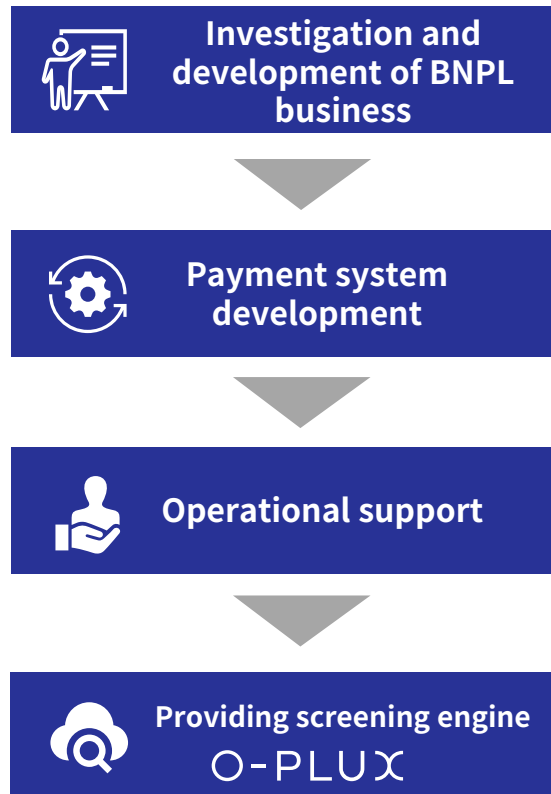 Investigation and
development of BNPL
business
Payment system
development
Operational support
Providing screening engine
O-PLUX